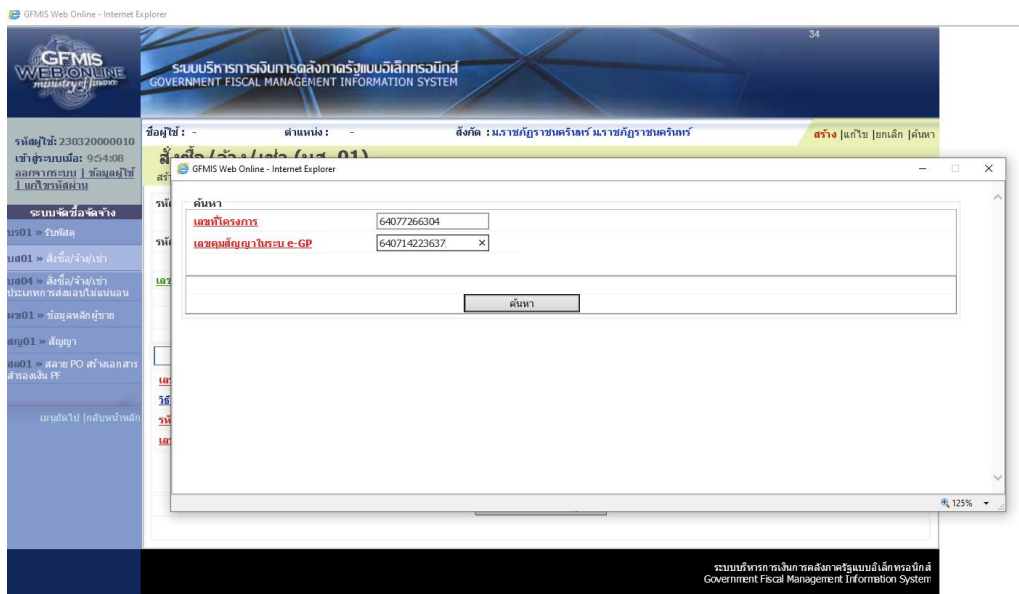 GFMIS Web Online - Internet Explorer
34
GFMIS
WEB ONLINE
ministry of finance
ระบบบริหารการเงินการคลังภาครัฐแบบอิเล็กทรอนิกส์
GOVERNMENT FISCAL MANAGEMENT INFORMATION SYSTEM
ชื่อผู้ใช้ : - ตำแหน่ง : - สังกัด : ม.ราชภัฏราชนครินทร์ ม.ราชภัฏราชนครินทร์ สร้าง |แก้ไข |ยกเลิก |ค้นหา
รหัสผู้ใช้: 230320000010
เข้าสู่ระบบเมื่อ: 9:54:08
ออกจากระบบ | ข้อมูลผู้ใช้
| แก้ไขรหัสผ่าน
สั่งซื้อ/จ้าง/เช่า (บส. 01)
GFMIS Web Online - Internet Explorer
ระบบจัดซื้อจัดจ้าง
บร01 » รับพัสดุ
บส01 » สั่งซื้อ/จ้าง/เช่า
บส04 » สั่งซื้อ/จ้าง/เช่า
ประเภทการส่งมอบไม่แน่นอน
ผข01 » ข้อมูลหลักผู้ขาย
สญ01 » สัญญา
สล01 » สลาย PO สร้างเอกสาร
สำรองเงิน PF
เมนูถัดไป |กลับหน้าหลัก
ค้นหา
เลขที่โครงการ 64077266304
เลขคุมสัญญาในระบบ e-GP 640714223637
ค้นหา
125%
ระบบบริหารการเงินการคลังภาครัฐแบบอิเล็กทรอนิกส์
Government Fiscal Management Information System